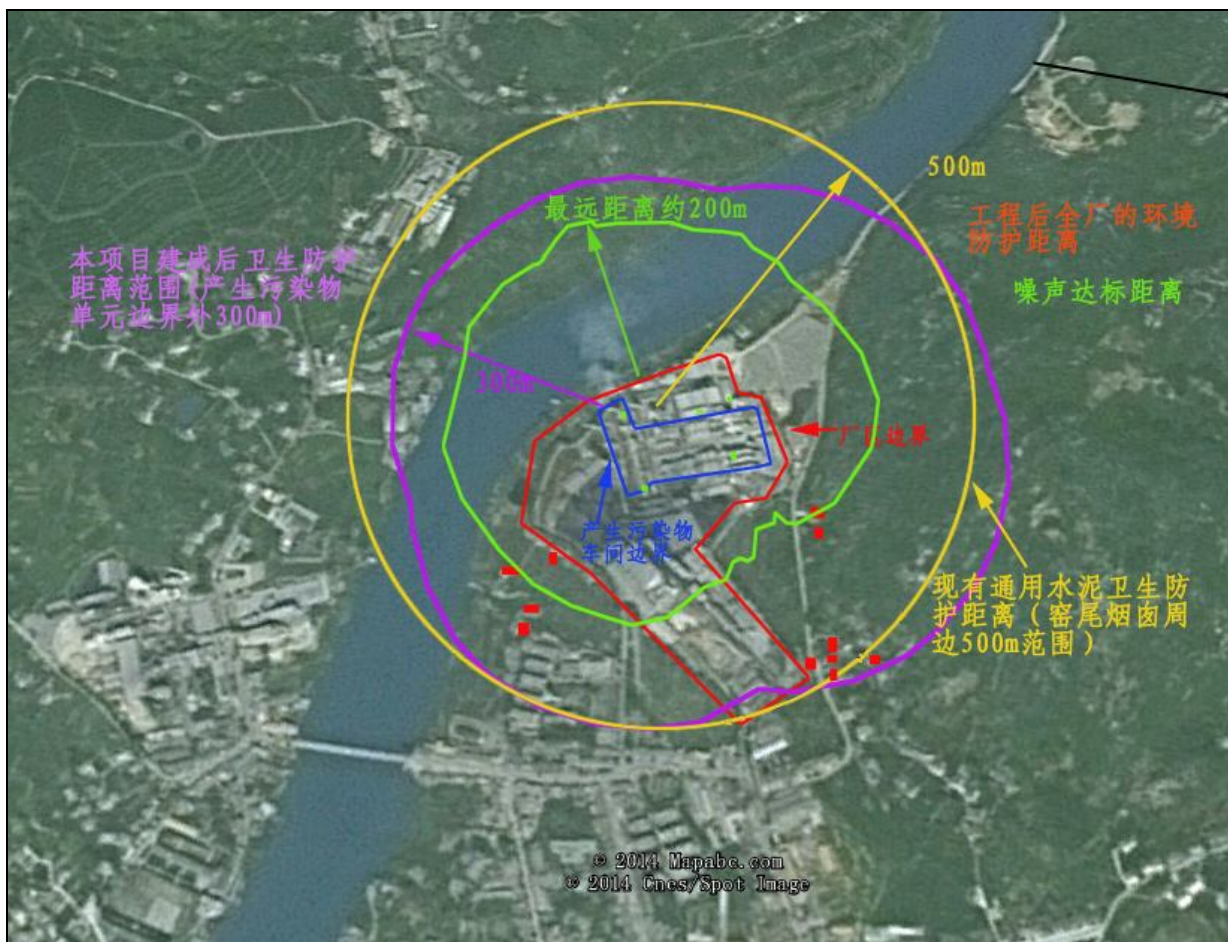 500m
最远距离约200m
工程后全厂的环境
防护距离
本项目建成后卫生防护
距离范围(产生污染物
单元边界外300m)
噪声达标距离
300m
厂区边界
产生污染物
车间边界
现有通用水泥卫生防
护距离（窑尾烟囱周
边500m范围）
© 2014 Mapabc.com
© 2014 Cnes/Spot Image